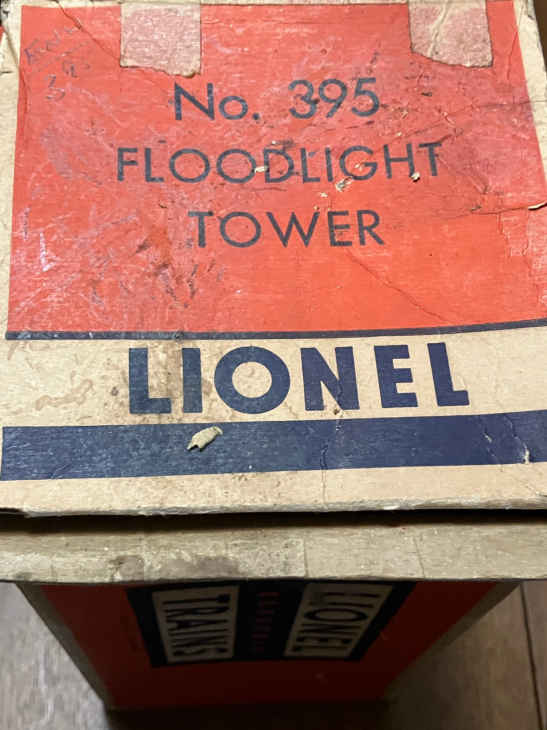 No. 395
FLOODLIGHT
TOWER
LIONEL
LIONEL
TRAINS